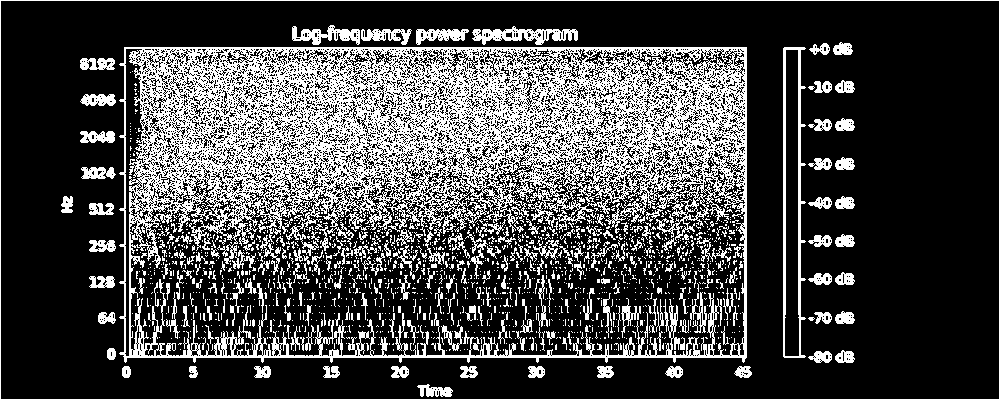 Log-frequency power spectrogram
8192
4096
2048
1024
512
256
128
64
0
Hz
0 5 10 15 20 25 30 35 40 45
Time
+0 dB
-10 dB
-20 dB
-30 dB
-40 dB
-50 dB
-60 dB
-70 dB
-80 dB